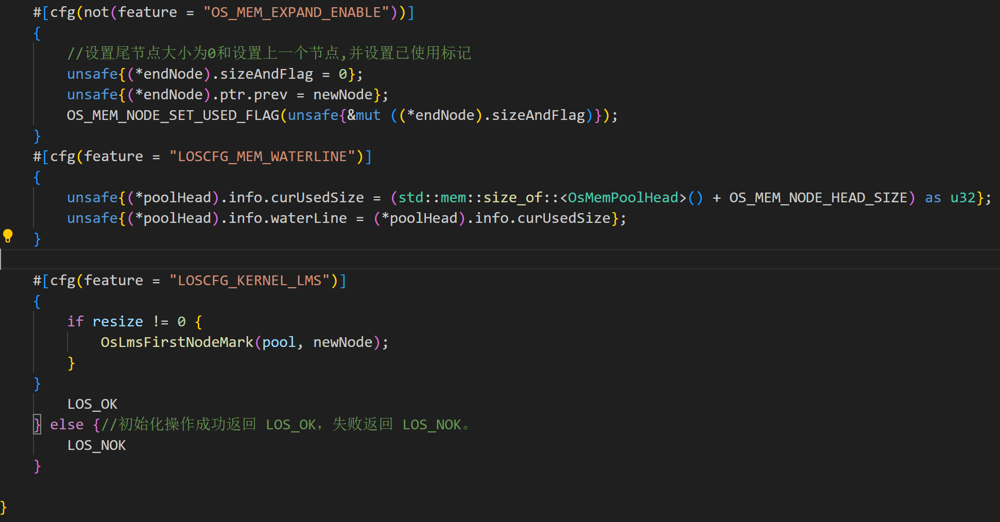 #[cfg(not(feature = "OS_MEM_EXPAND_ENABLE"))]
{
//设置尾节点大小为0和设置上一个节点,并设置已使用标记
unsafe{(*endNode).sizeAndFlag = 0};
unsafe{(*endNode).ptr.prev = newNode};
OS_MEM_NODE_SET_USED_FLAG(unsafe{&mut ((*endNode).sizeAndFlag)});
}
#[cfg(feature = "LOSCFG_MEM_WATERLINE")]
{
unsafe{(*poolHead).info.curUsedSize = (std::mem::size_of::<OsMemPoolHead>() + OS_MEM_NODE_HEAD_SIZE) as u32};
unsafe{(*poolHead).info.waterLine = (*poolHead).info.curUsedSize};
}
#[cfg(feature = "LOSCFG_KERNEL_LMS")]
{
if resize != 0 {
OsLmsFirstNodeMark(pool, newNode);
}
}
LOS_OK
} else {//初始化操作成功返回 LOS_OK，失败返回 LOS_NOK。
LOS_NOK
}
}